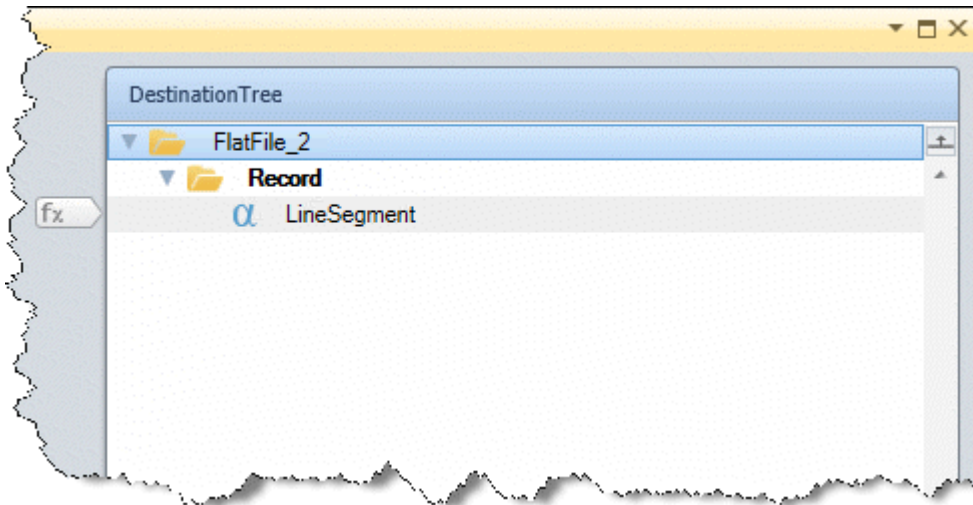 DestinationTree
FlatFile_2
Record
fx
α LineSegment